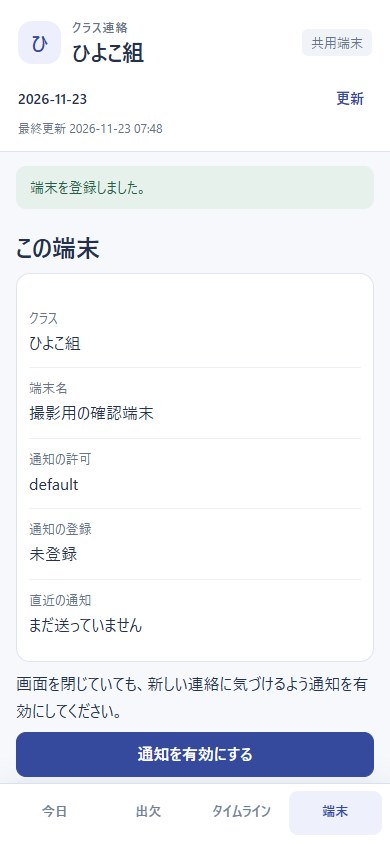 ひ
クラス連絡
ひよこ組
共用端末
2026-11-23
更新
最終更新 2026-11-23 07:48
端末を登録しました。
この端末
クラス
ひよこ組
端末名
撮影用の確認端末
通知の許可
default
通知の登録
未登録
直近の通知
まだ送っていません
画面を閉じていても、新しい連絡に気づけるよう通知を有
効にしてください。
通知を有効にする
今日
出欠
タイムライン
端末